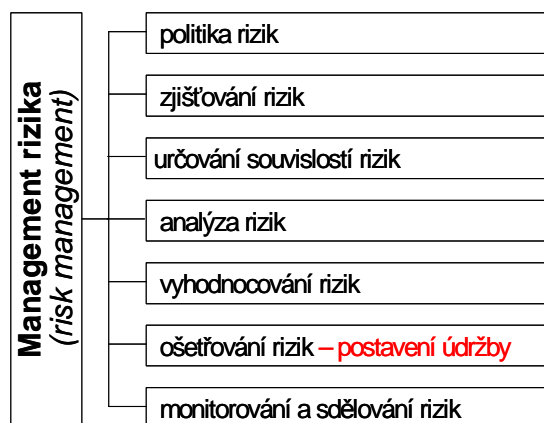 Management rizika
(risk management)
politika rizik
zjišťování rizik
určování souvislostí rizik
analýza rizik
vyhodnocování rizik
ošetřování rizik – postavení údržby
monitorování a sdělování rizik